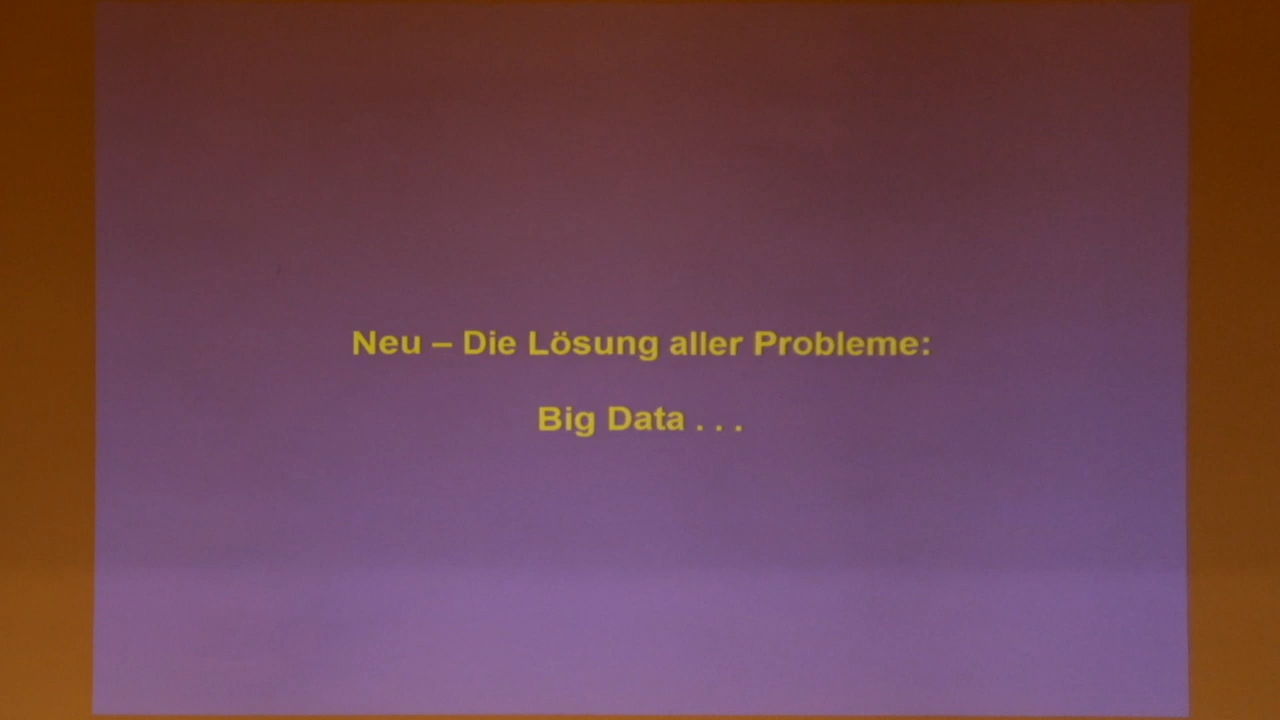 Neu – Die Lösung aller Probleme:
Big Data . . .